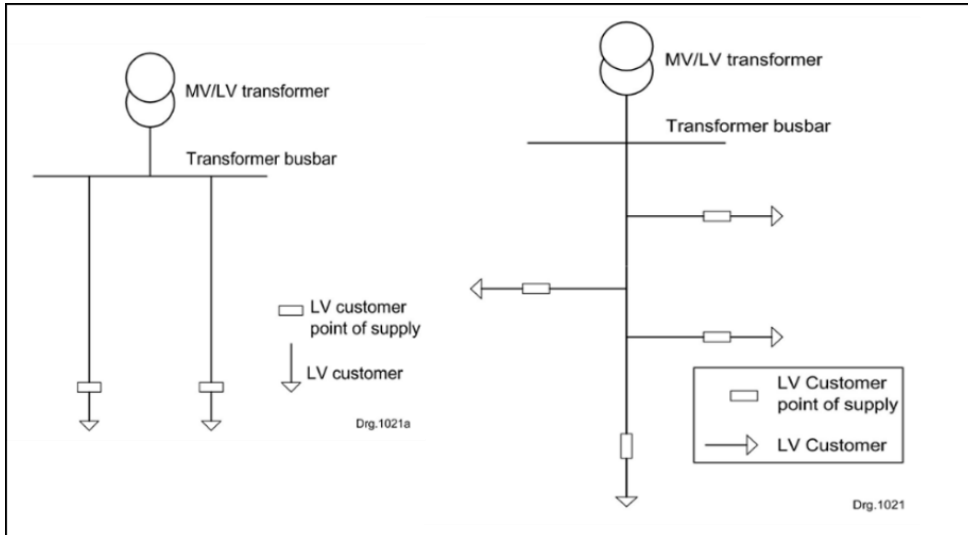 MV/LV transformer
Transformer busbar
LV customer
point of supply
LV customer
Drg.1021a
MV/LV transformer
Transformer busbar
LV Customer
point of supply
LV Customer
Drg.1021